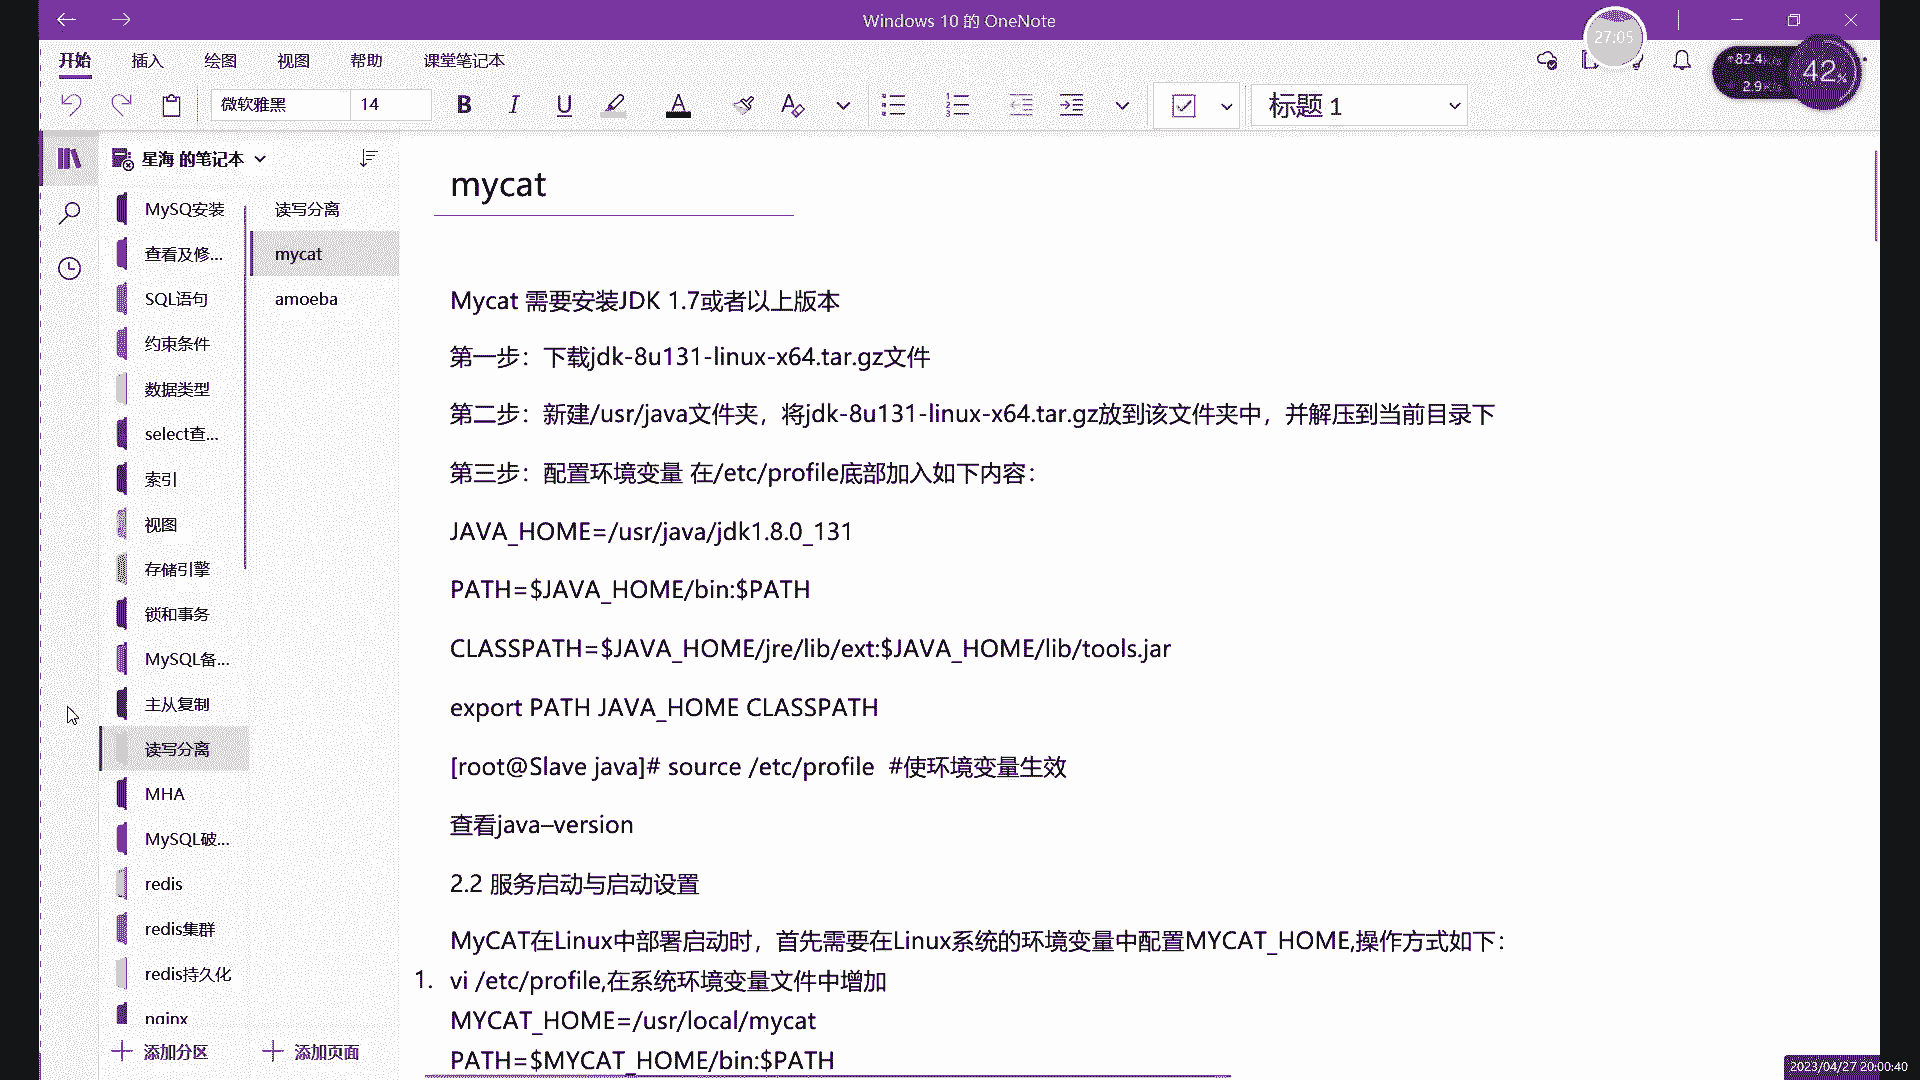 Windows 10 的 OneNote
27:05
开始 插入 绘图 视图 帮助 课堂笔记本
82.4
42%
2.9
微软雅黑 14 B I U A A 标题 1
星海 的笔记本
MySQ安装
查看及修...
SQL语句
约束条件
数据类型
select查...
索引
视图
存储引擎
锁和事务
MySQL备...
主从复制
读写分离
MHA
MySQL破...
redis
redis集群
redis持久化
nginx
添加分区
读写分离
mycat
amoeba
添加页面
mycat
Mycat 需要安装JDK 1.7或者以上版本
第一步：下载jdk-8u131-linux-x64.tar.gz文件
第二步：新建/usr/java文件夹，将jdk-8u131-linux-x64.tar.gz放到该文件夹中，并解压到当前目录下
第三步：配置环境变量 在/etc/profile底部加入如下内容：
JAVA_HOME=/usr/java/jdk1.8.0_131
PATH=$JAVA_HOME/bin:$PATH
CLASSPATH=$JAVA_HOME/jre/lib/ext:$JAVA_HOME/lib/tools.jar
export PATH JAVA_HOME CLASSPATH
[root@Slave java]# source /etc/profile  #使环境变量生效
查看java–version
2.2 服务启动与启动设置
MyCAT在Linux中部署启动时，首先需要在Linux系统的环境变量中配置MYCAT_HOME,操作方式如下：
1. vi /etc/profile,在系统环境变量文件中增加
MYCAT_HOME=/usr/local/mycat
PATH=$MYCAT_HOME/bin:$PATH
2023/04/27 20:00:40